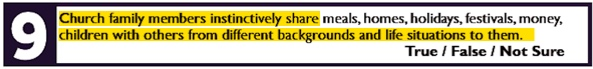 9
Church family members instinctively share meals, homes, holidays, festivals, money,
children with others from different backgrounds and life situations to them.
True / False / Not Sure